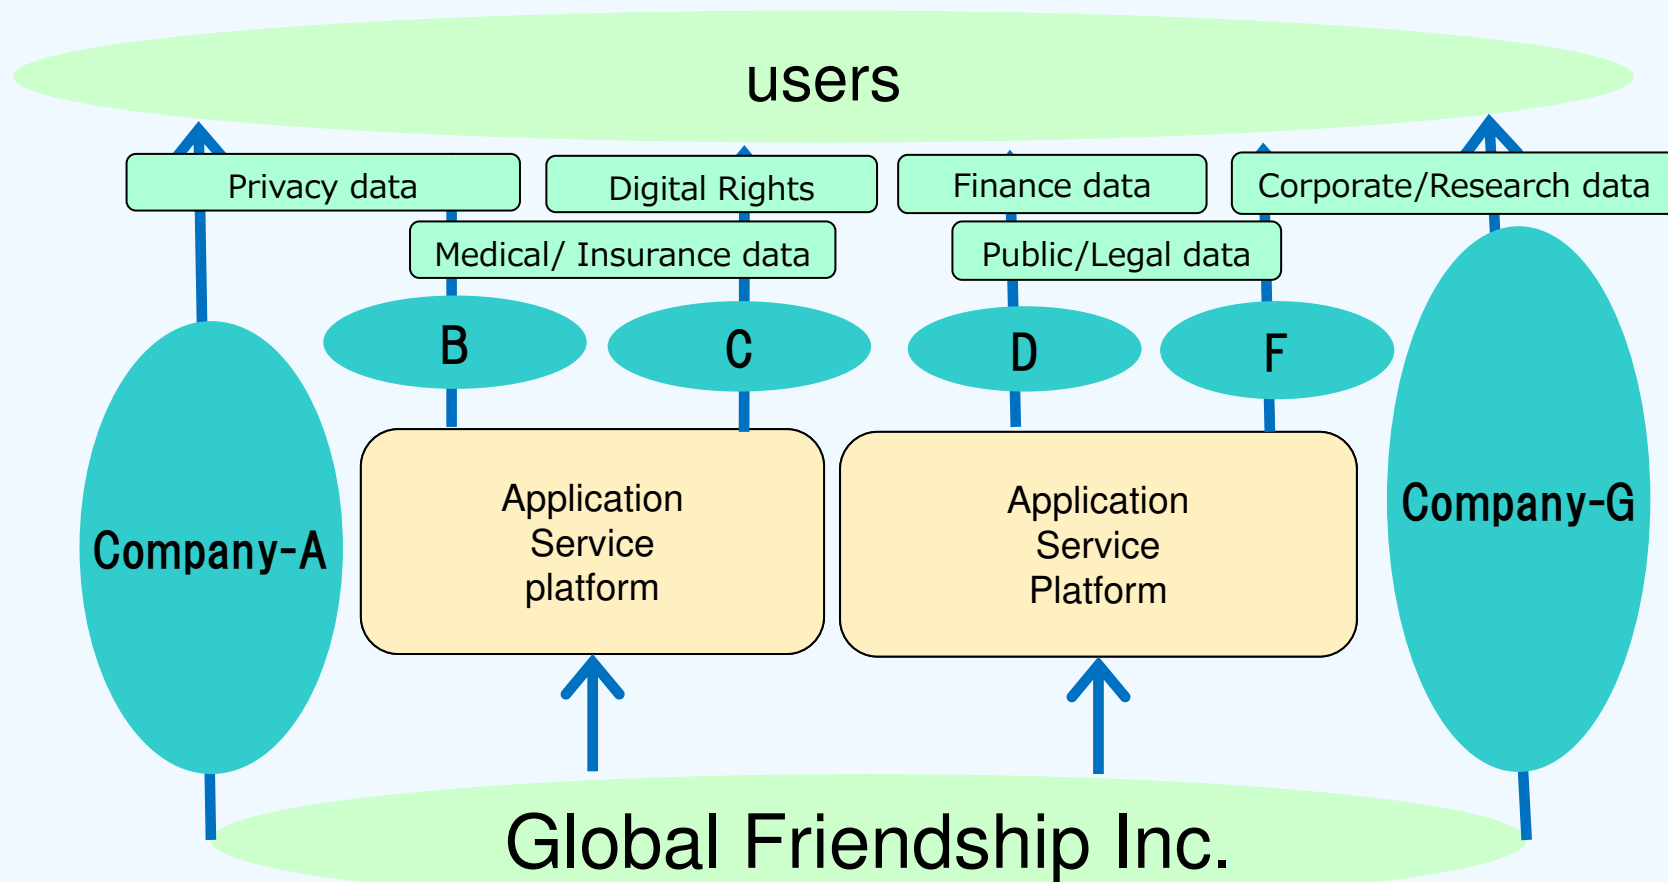 users
Privacy data
Digital Rights
Finance data
Corporate/Research data
Medical/ Insurance data
Public/Legal data
B
C
D
F
Company-A
Application
Service
platform
Application
Service
Platform
Company-G
Global Friendship Inc.